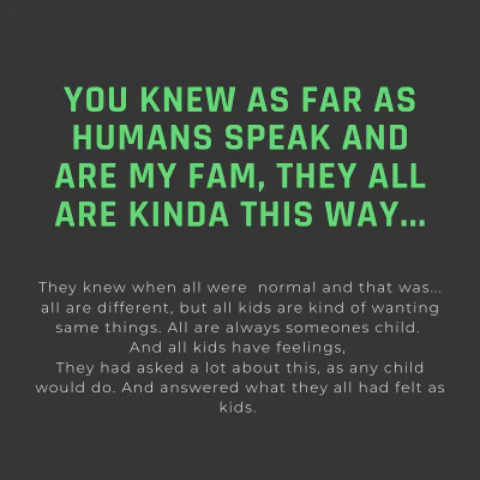 YOU KNEW AS FAR AS
HUMANS SPEAK AND
ARE MY FAM, THEY ALL
ARE KINDA THIS WAY...
They knew when all were normal and that was...
all are different, but all kids are kind of wanting
same things. All are always someones child.
And all kids have feelings,
They had asked a lot about this, as any child
would do. And answered what they all had felt as
kids.